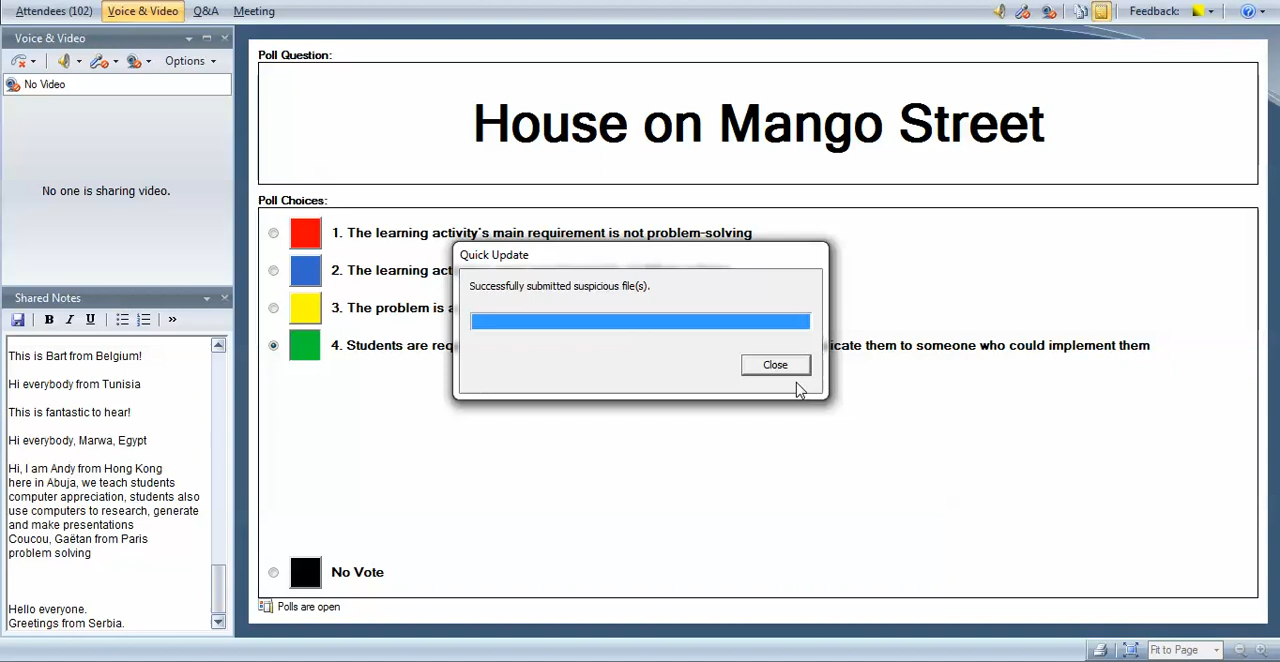 Attendees (102) Voice & Video Q&A Meeting Feedback:
Voice & Video
Options
No Video
No one is sharing video.
Shared Notes
B I U »
This is Bart from Belgium!
Hi everybody from Tunisia
This is fantastic to hear!
Hi everybody, Marwa, Egypt
Hi, I am Andy from Hong Kong
here in Abuja, we teach students
computer appreciation, students also
use computers to research, generate
and make presentations
Coucou, Gaëtan from Paris
problem solving
Hello everyone.
Greetings from Serbia.
Poll Question:
House on Mango Street
Poll Choices:
1. The learning activity's main requirement is not problem-solving
2. The learning
3. The problem is
4. Students are icate them to someone who could implement them
Quick Update
Successfully submitted suspicious file(s).
Close
No Vote
Polls are open
Fit to Page